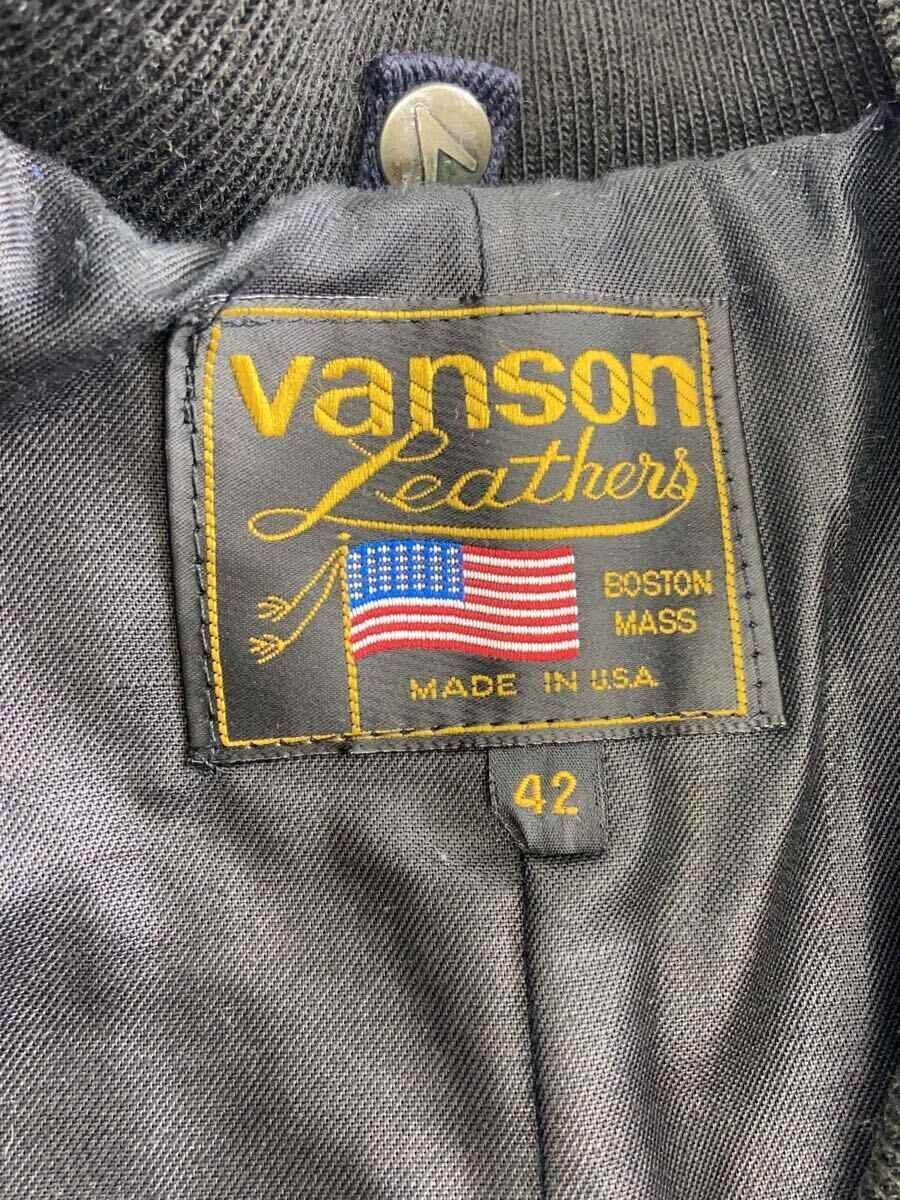 vanson
Leathers
BOSTON
MASS
MADE IN U.S.A.
42